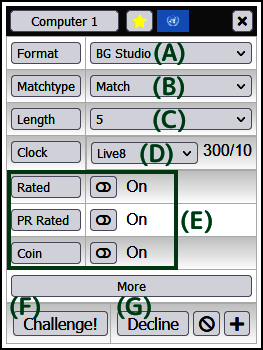 Computer 1
Format BG Studio (A)
Matchtype Match (B)
Length 5 (C)
Clock Live8 (D) 300/10
Rated On
PR Rated On (E)
Coin On
More
(F) (G)
Challenge! Decline